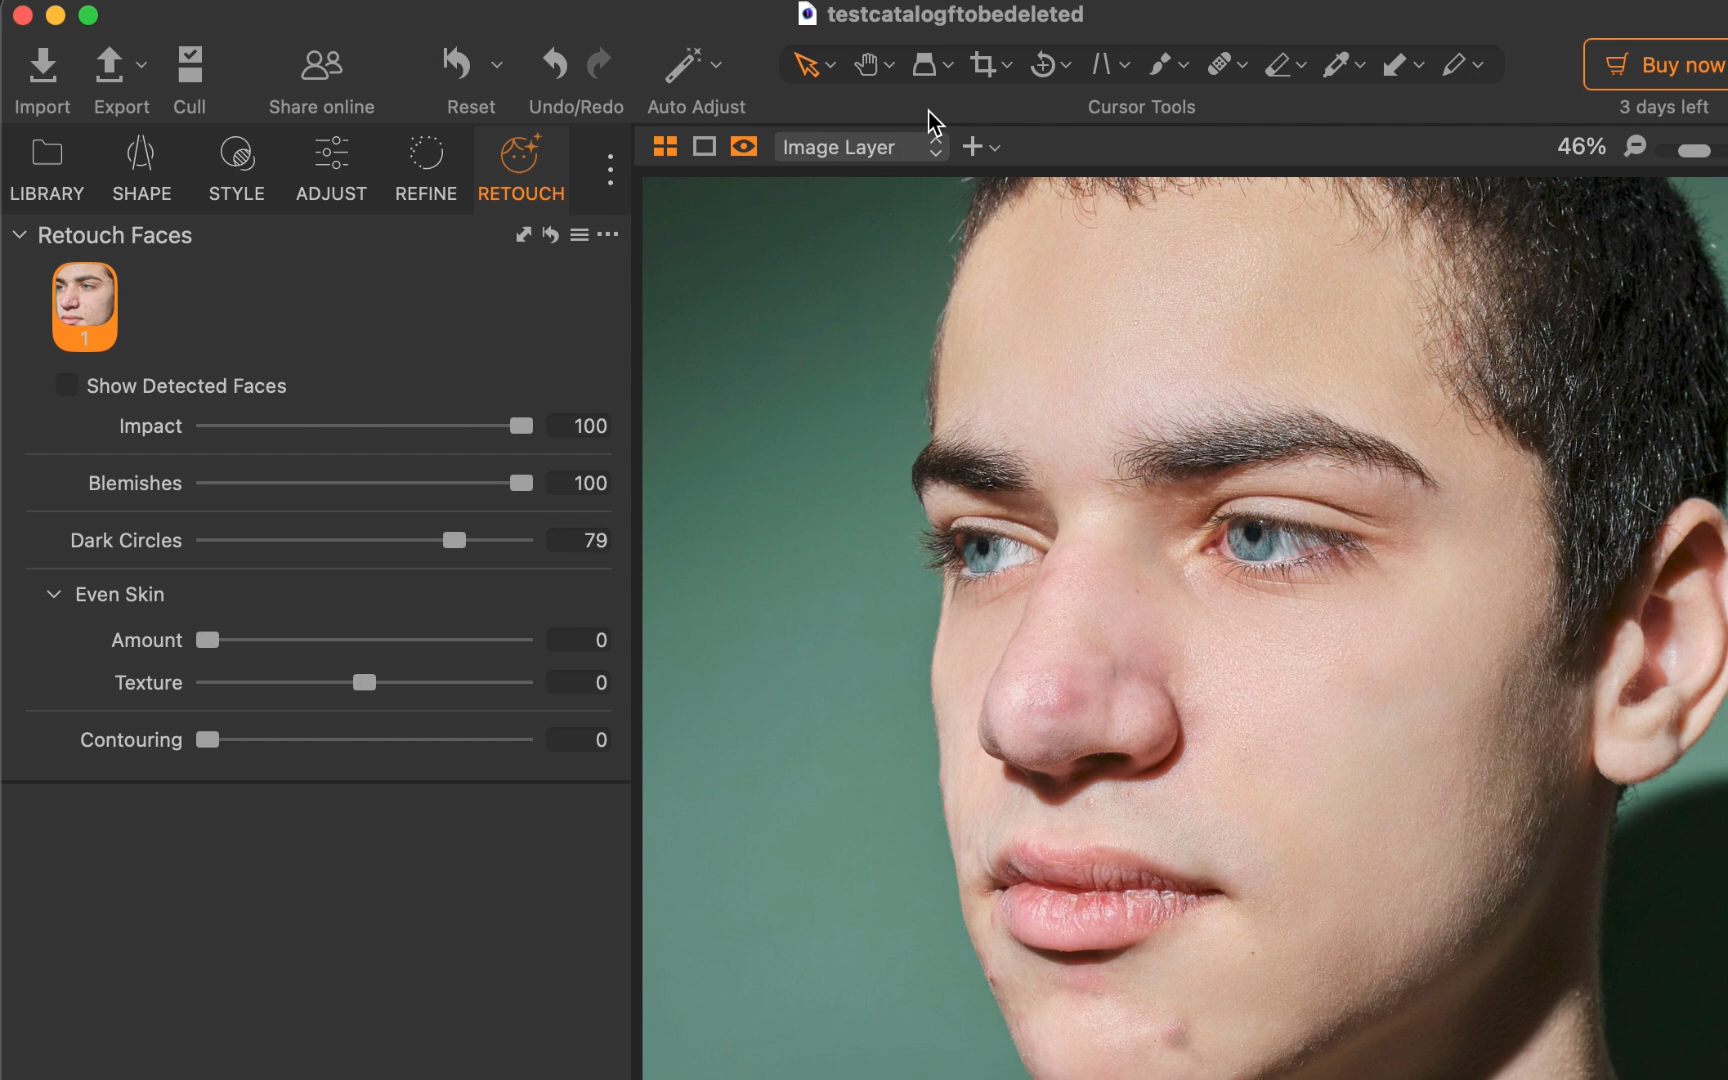 testcatalogftobedeleted
Import Export Cull Share online Reset Undo/Redo Auto Adjust Cursor Tools
Buy now
3 days left
LIBRARY SHAPE STYLE ADJUST REFINE RETOUCH
Image Layer 46%
Retouch Faces
1
Show Detected Faces
Impact 100
Blemishes 100
Dark Circles 79
Even Skin
Amount 0
Texture 0
Contouring 0